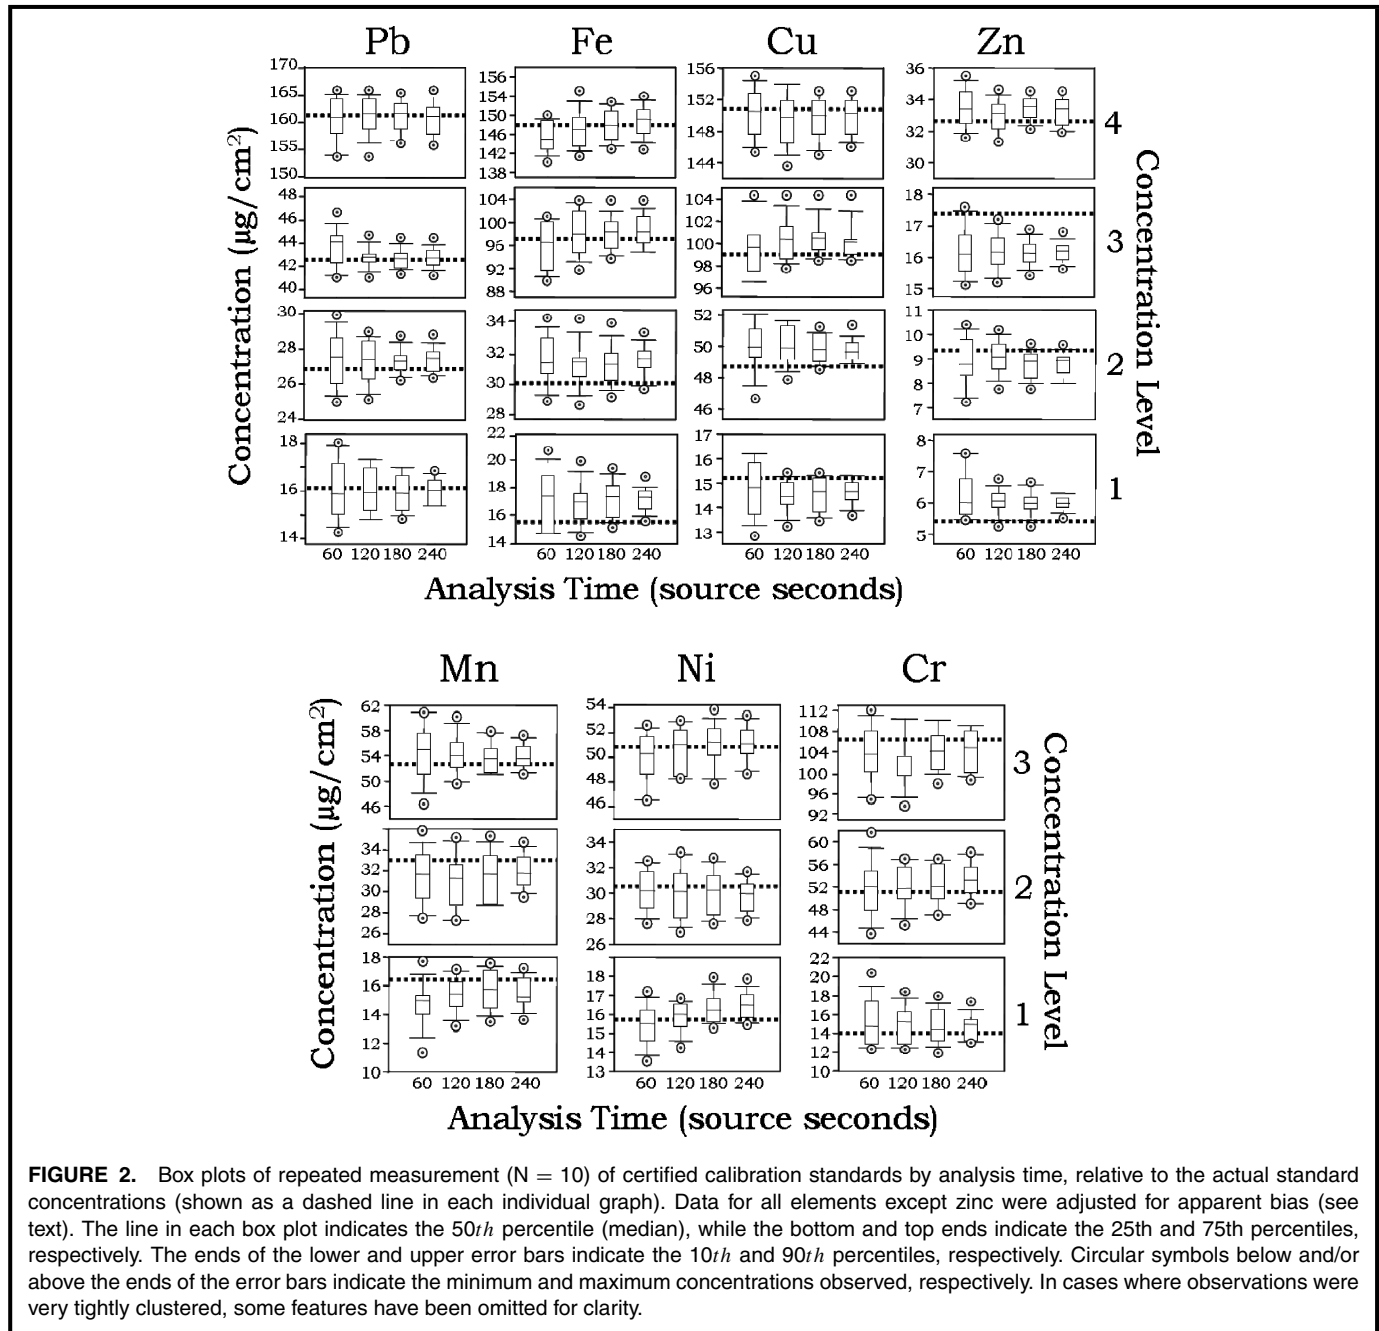 Pb Fe Cu Zn
170 165 160 155 150
156 154 150 146 142 138
156 152 148 144
36 34 32 30
4
48 46 44 42 40
104 100 95 92 88
104 102 100 98 96
18 17 16 15
3
30 28 26 24
34 32 30 28
52 50 48 46
11 10 9 8 7
2
18 16 14
22 20 18 16 14
17 15 13
8 7 6 5
1
60 120 180 240 60 120 180 240 60 120 180 240 60 120 180 240
Concentration (µg/cm²)
Concentration Level
Analysis Time (source seconds)
Mn Ni Cr
62 58 54 50 46
54 52 50 48 46
112 108 104 100 96 92
3
34 32 30 28 26
34 32 30 28 26
60 56 52 48 44
2
18 16 14 12 10
18 17 16 15 14 13
22 20 18 16 14 12 10
1
60 120 180 240 60 120 180 240 60 120 180 240
Concentration (µg/cm²)
Concentration Level
Analysis Time (source seconds)
FIGURE 2. Box plots of repeated measurement (N = 10) of certified calibration standards by analysis time, relative to the actual standard
concentrations (shown as a dashed line in each individual graph). Data for all elements except zinc were adjusted for apparent bias (see
text). The line in each box plot indicates the 50th percentile (median), while the bottom and top ends indicate the 25th and 75th percentiles,
respectively. The ends of the lower and upper error bars indicate the 10th and 90th percentiles, respectively. Circular symbols below and/or
above the ends of the error bars indicate the minimum and maximum concentrations observed, respectively. In cases where observations were
very tightly clustered, some features have been omitted for clarity.